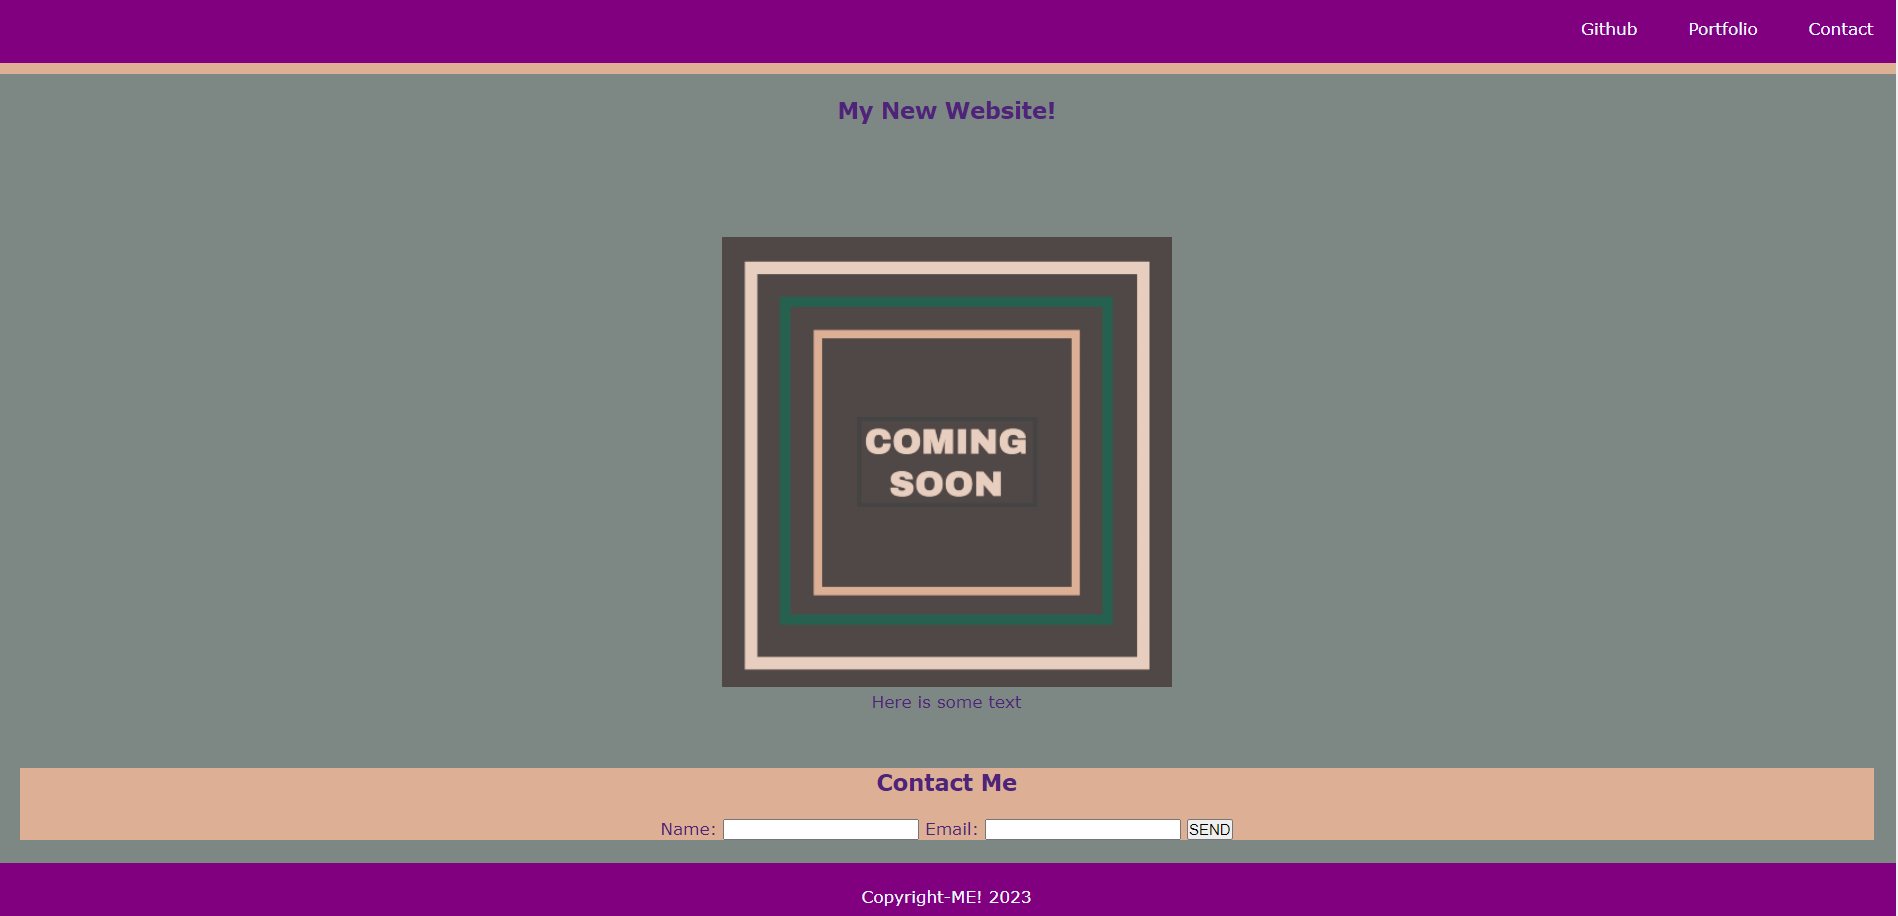 Github Portfolio Contact
My New Website!
COMING
SOON
Here is some text
Contact Me
Name: Email: SEND
Copyright-ME! 2023